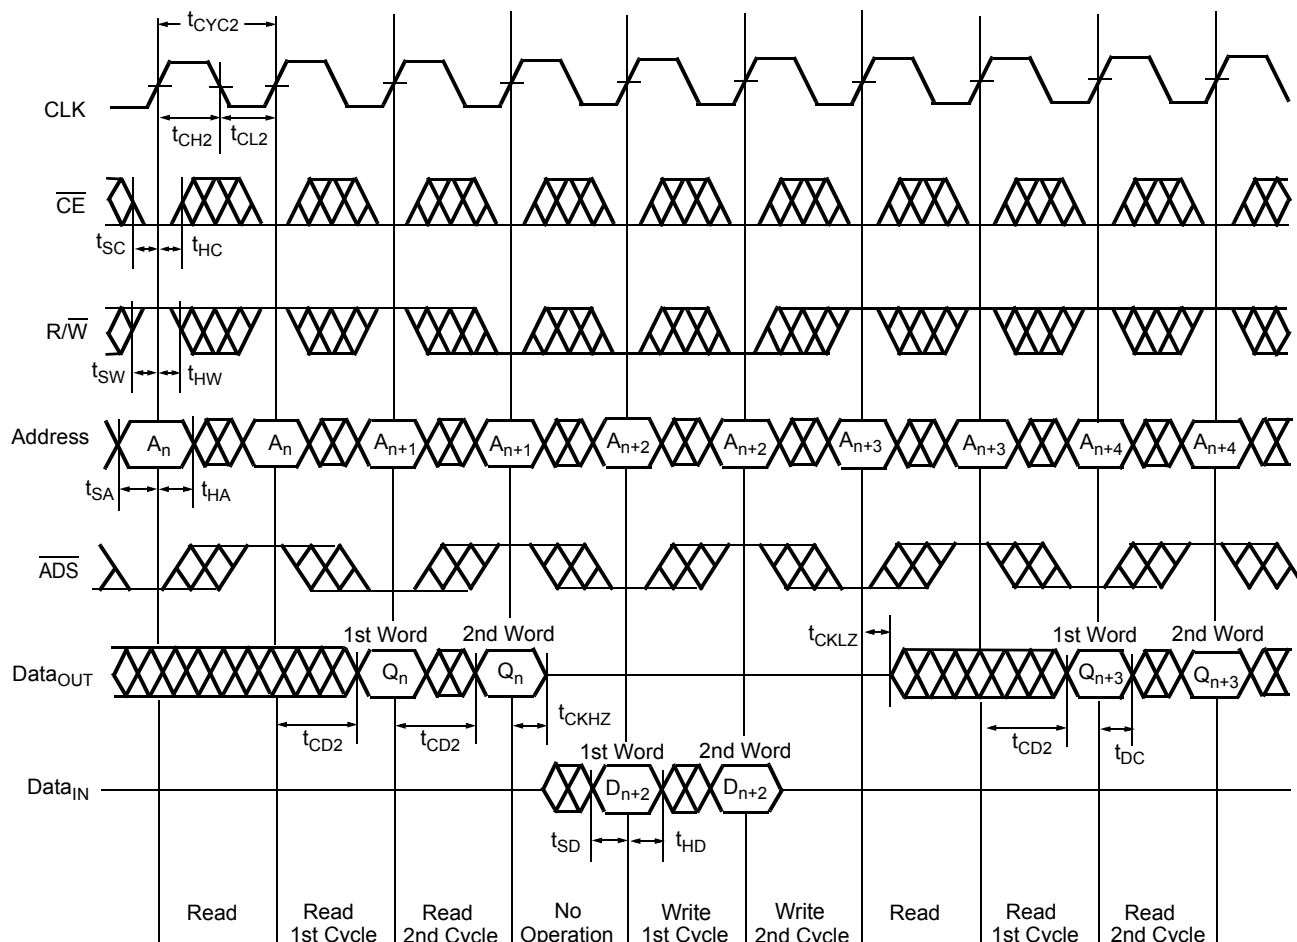 tCYC2
CLK
tCH2
tCL2
CE
tSC
tHC
R/W
tSW
tHW
Address
An
An
An+1
An+1
An+2
An+2
An+3
An+3
An+4
An+4
tSA
tHA
ADS
tCKLZ
1st Word
2nd Word
1st Word
2nd Word
DataOUT
Qn
Qn
Qn+3
Qn+3
tCD2
tCD2
tCKHZ
tCD2
tDC
1st Word
2nd Word
DataIN
Dn+2
Dn+2
tSD
tHD
Read
Read
1st Cycle
Read
2nd Cycle
No
Operation
Write
1st Cycle
Write
2nd Cycle
Read
Read
1st Cycle
Read
2nd Cycle